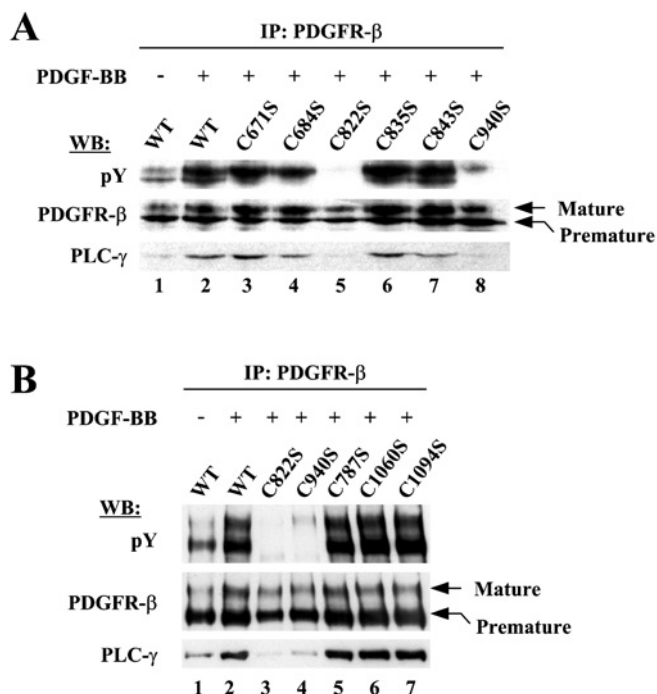 A
IP: PDGFR-β
PDGF-BB - + + + + + + +
WB: WT WT C671S C684S C822S C835S C843S C940S
pY
PDGFR-β Mature
Premature
PLC-γ
1 2 3 4 5 6 7 8
B
IP: PDGFR-β
PDGF-BB - + + + + + +
WT WT C822S C940S C787S C1060S C1094S
WB:
pY
PDGFR-β Mature
Premature
PLC-γ
1 2 3 4 5 6 7